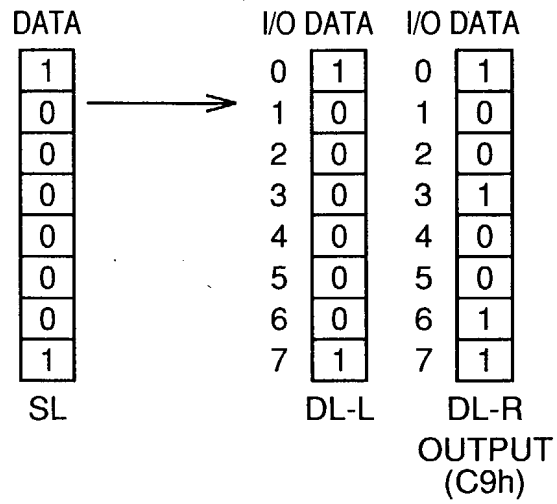 DATA I/O DATA I/O DATA
1 0 1 0 1
0 1 0 1 0
0 2 0 2 0
0 3 0 3 1
0 4 0 4 0
0 5 0 5 0
0 6 0 6 1
1 7 1 7 1
SL DL-L DL-R
OUTPUT
(C9h)